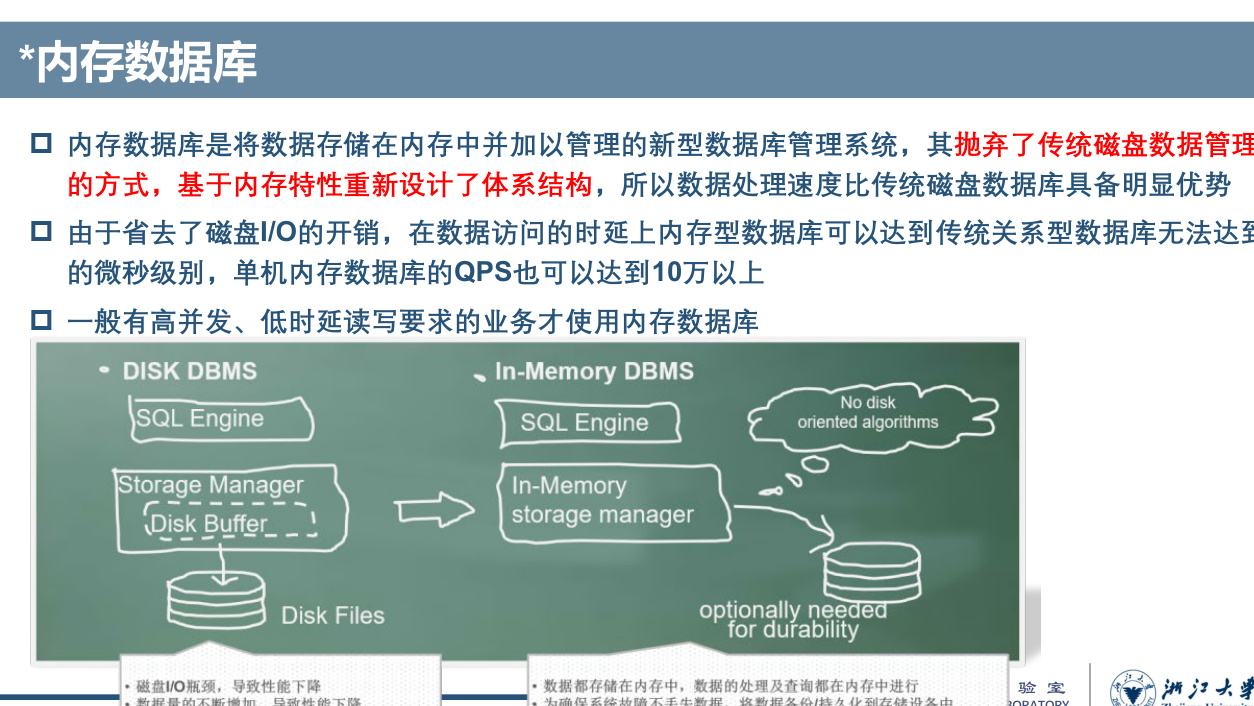 *内存数据库
内存数据库是将数据存储在内存中并加以管理的新型数据库管理系统，其抛弃了传统磁盘数据管理
的方式，基于内存特性重新设计了体系结构，所以数据处理速度比传统磁盘数据库具备明显优势
由于省去了磁盘I/O的开销，在数据访问的时延上内存型数据库可以达到传统关系型数据库无法达到
的微秒级别，单机内存数据库的QPS也可以达到10万以上
一般有高并发、低时延读写要求的业务才使用内存数据库
• DISK DBMS
SQL Engine
Storage Manager
Disk Buffer
Disk Files
• In-Memory DBMS
SQL Engine
In-Memory
storage manager
No disk
oriented algorithms
optionally needed
for durability
• 磁盘I/O瓶颈，导致性能下降
• 数据量的不断增加，导致性能下降
• 数据都存储在内存中，数据的处理及查询都在内存中进行
• 为确保系统故障不丢失数据，将数据备份/持久化到存储设备中
验 室
ORATORY
浙江大学